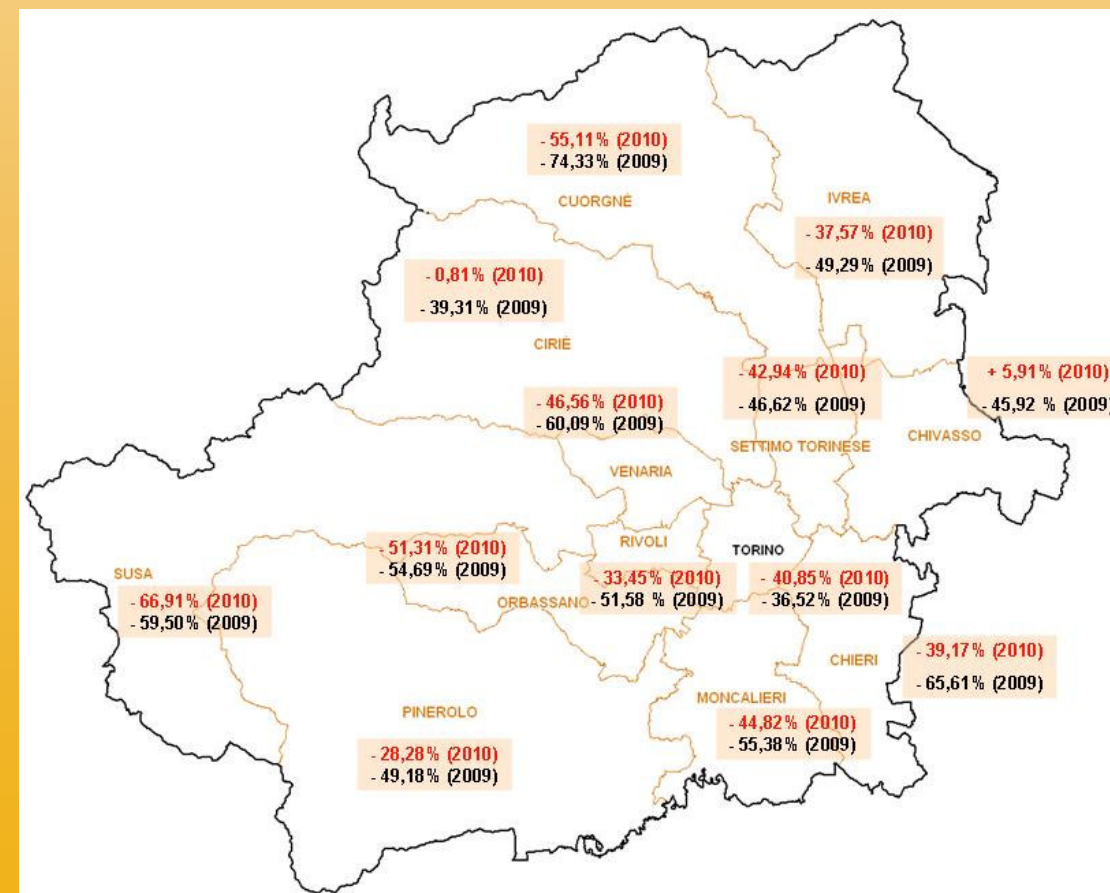 - 55,11% (2010)
- 74,33% (2009)
CUORGNÈ
IVREA
- 37,57% (2010)
- 49,29% (2009)
- 0,81% (2010)
- 39,31% (2009)
CIRIÈ
- 42,94% (2010)
- 46,62% (2009)
SETTIMO TORINESE
+ 5,91% (2010)
- 45,92 % (2009)
CHIVASSO
- 46,56% (2010)
- 60,09% (2009)
VENARIA
RIVOLI
TORINO
- 51,31% (2010)
- 54,69% (2009)
ORBASSANO
- 33,45% (2010)
- 51,58 % (2009)
- 40,85% (2010)
- 36,52% (2009)
SUSA
- 66,91% (2010)
- 59,50% (2009)
CHIERI
- 39,17% (2010)
- 65,61% (2009)
MONCALIERI
- 44,82% (2010)
- 55,38% (2009)
PINEROLO
- 28,28% (2010)
- 49,18% (2009)